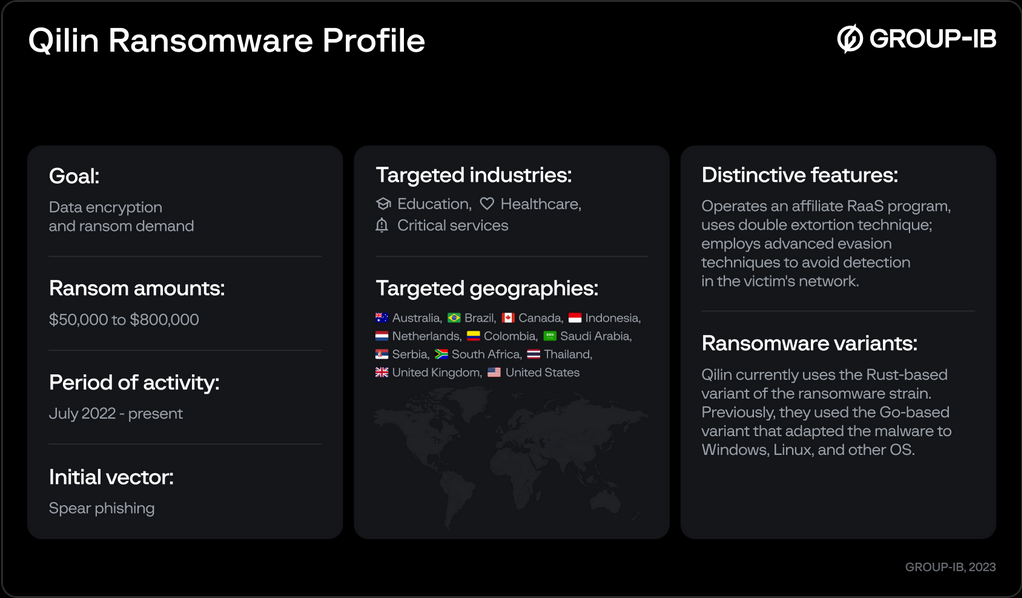 Qilin Ransomware Profile
GROUP-IB
Goal:
Data encryption
and ransom demand
Ransom amounts:
$50,000 to $800,000
Period of activity:
July 2022 - present
Initial vector:
Spear phishing
Targeted industries:
Education, Healthcare,
Critical services
Targeted geographies:
Australia, Brazil, Canada, Indonesia,
Netherlands, Colombia, Saudi Arabia,
Serbia, South Africa, Thailand,
United Kingdom, United States
Distinctive features:
Operates an affiliate RaaS program,
uses double extortion technique;
employs advanced evasion
techniques to avoid detection
in the victim's network.
Ransomware variants:
Qilin currently uses the Rust-based
variant of the ransomware strain.
Previously, they used the Go-based
variant that adapted the malware to
Windows, Linux, and other OS.
GROUP-IB, 2023